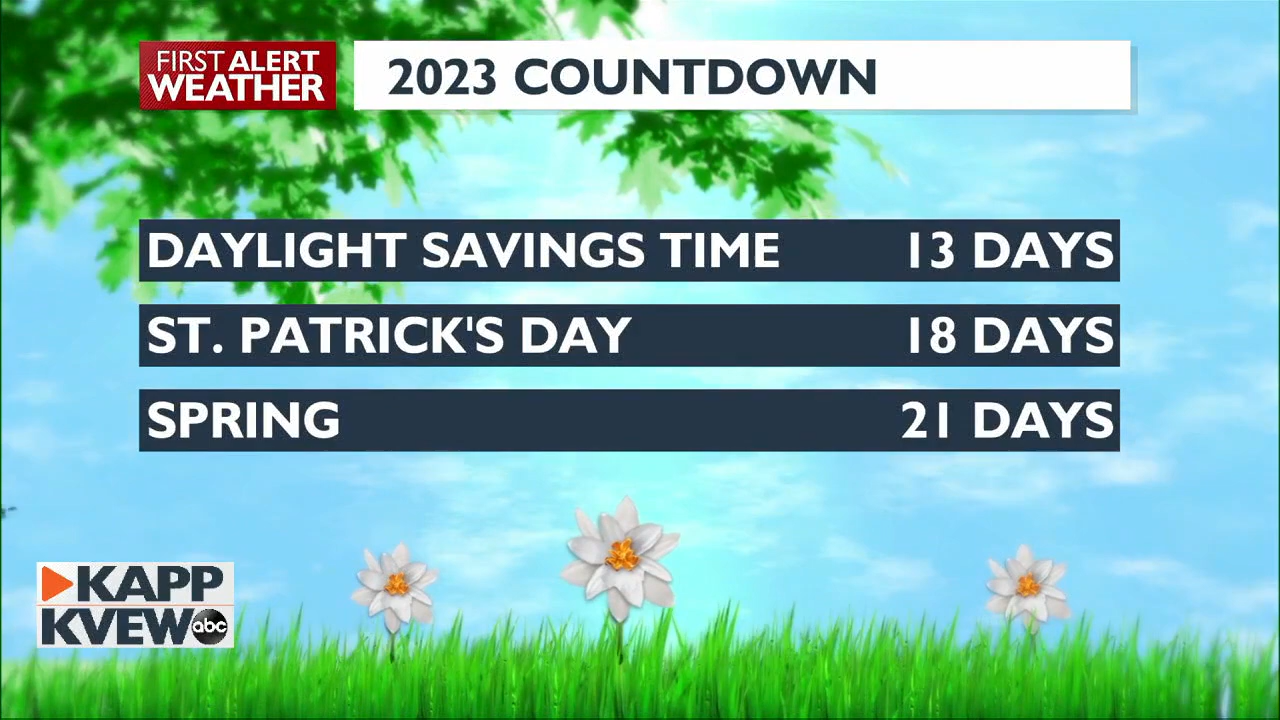 FIRST ALERT
WEATHER
2023 COUNTDOWN
DAYLIGHT SAVINGS TIME 13 DAYS
ST. PATRICK'S DAY 18 DAYS
SPRING 21 DAYS
KAPP
KVEW abc